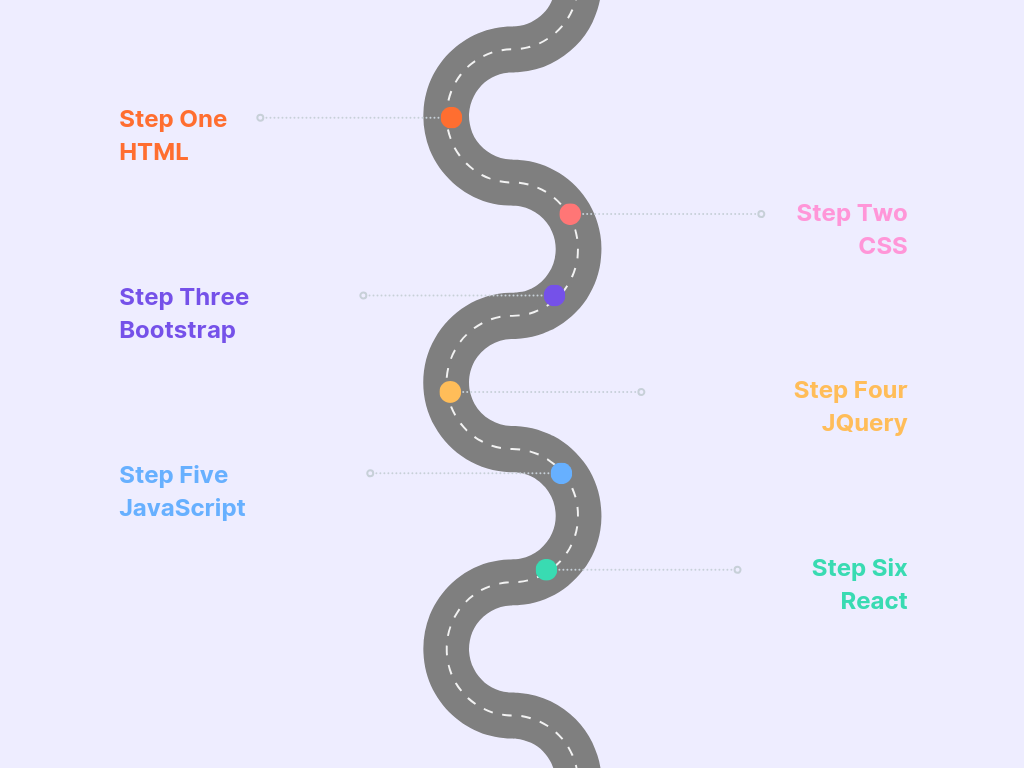 Step One
HTML
Step Two
CSS
Step Three
Bootstrap
Step Four
JQuery
Step Five
JavaScript
Step Six
React